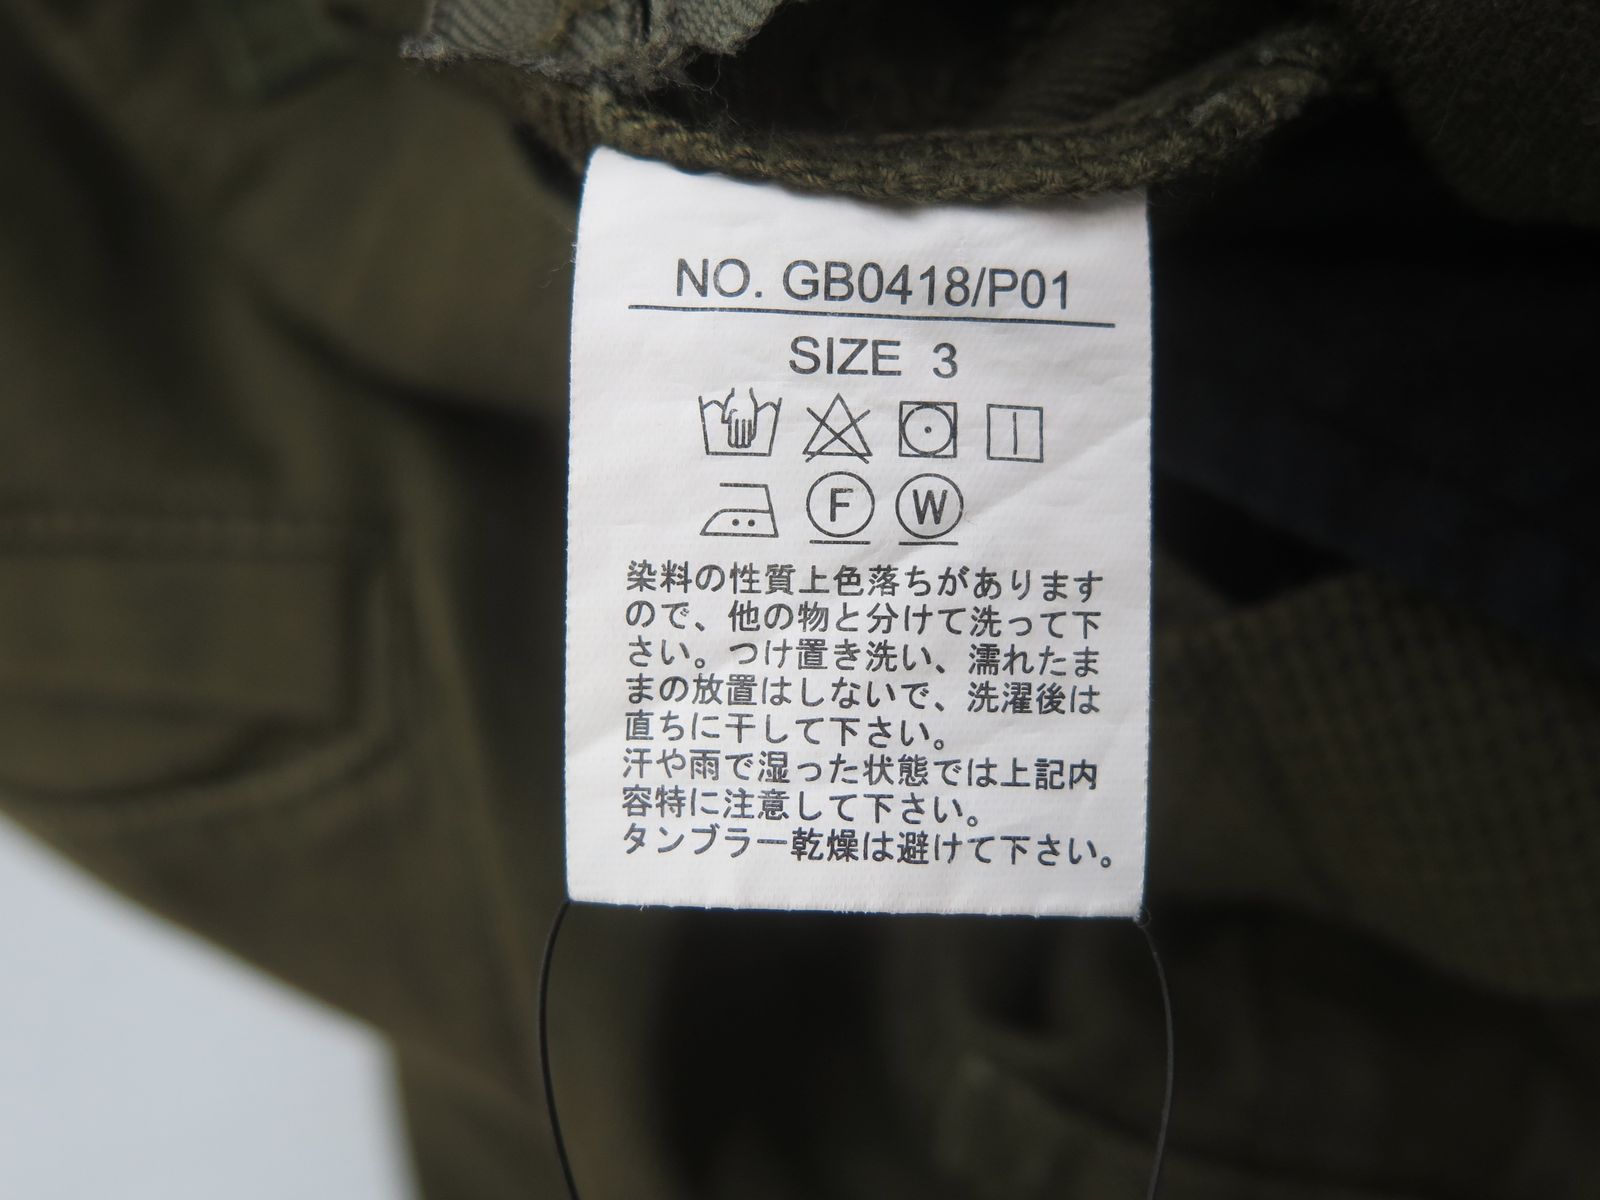 NO. GB0418/P01
SIZE 3
F W
染料の性質上色落ちがあります
ので、他の物と分けて洗って下
さい。つけ置き洗い、濡れたま
まの放置はしないで、洗濯後は
直ちに干して下さい。
汗や雨で湿った状態では上記内
容特に注意して下さい。
タンブラー乾燥は避けて下さい。